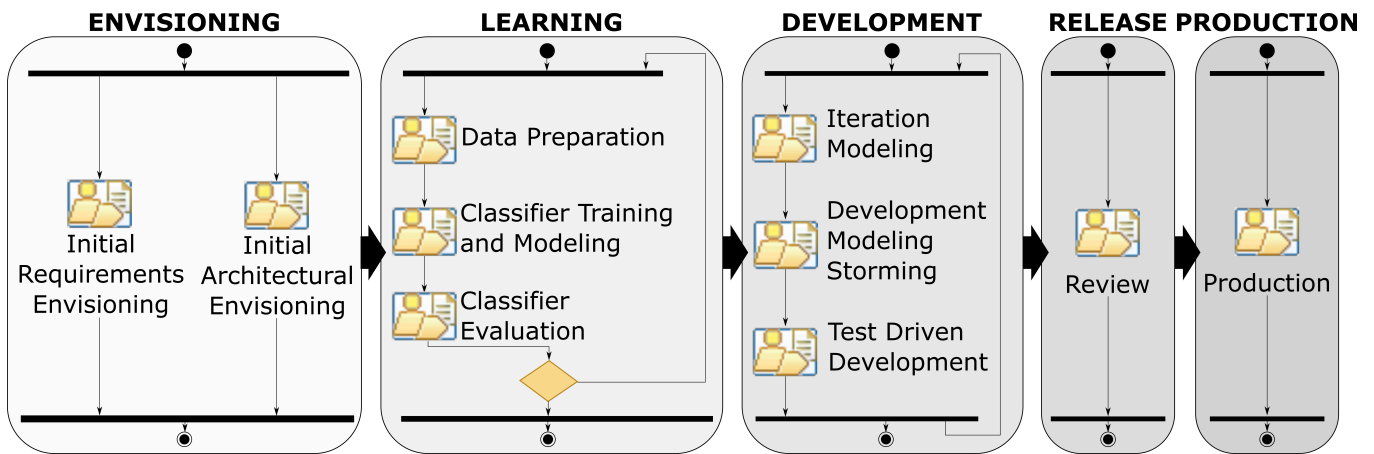 ENVISIONING
LEARNING
DEVELOPMENT
RELEASE
PRODUCTION
Initial
Requirements
Envisioning
Initial
Architectural
Envisioning
Data Preparation
Classifier Training
and Modeling
Classifier
Evaluation
Iteration
Modeling
Development
Modeling
Storming
Test Driven
Development
Review
Production